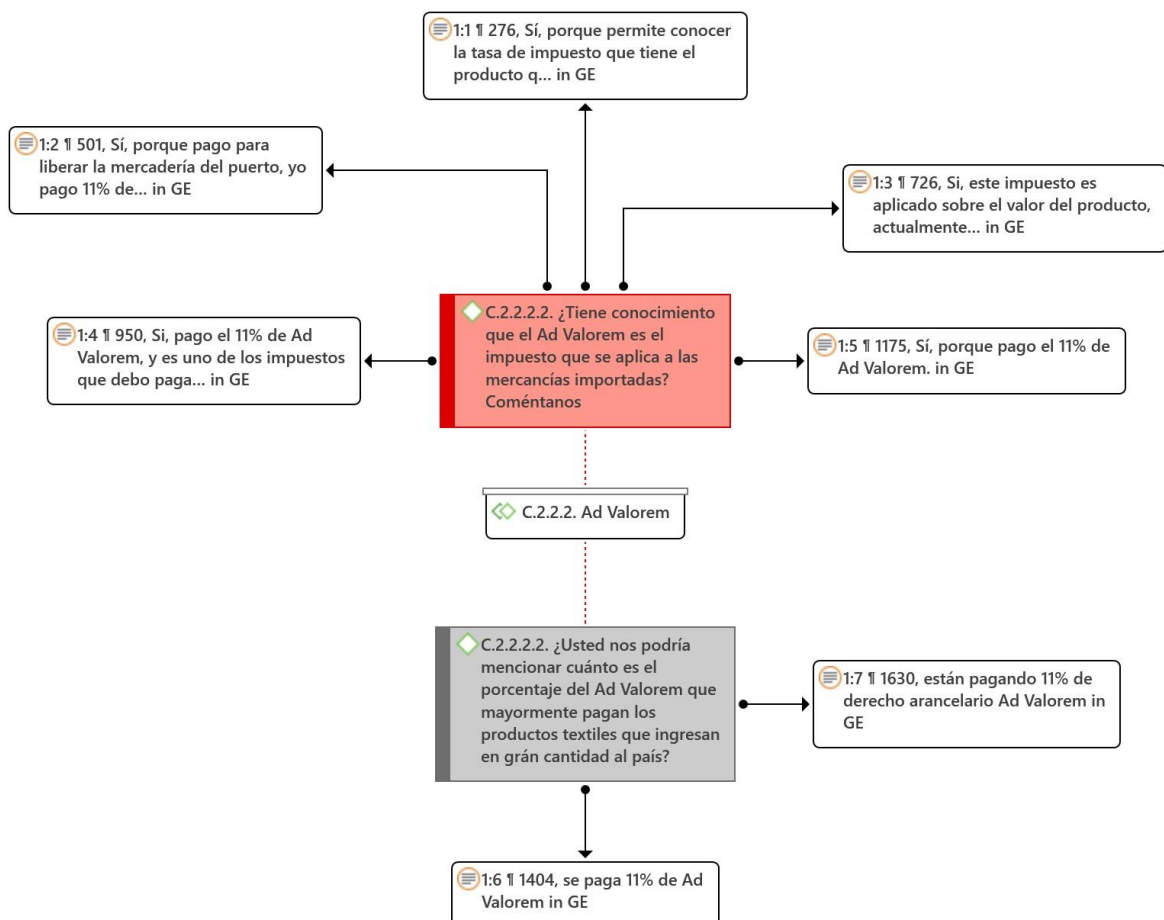 1:1 ¶ 276, Sí, porque permite conocer
la tasa de impuesto que tiene el
producto q... in GE
1:2 ¶ 501, Sí, porque pago para
liberar la mercadería del puerto, yo
pago 11% de... in GE
1:3 ¶ 726, Si, este impuesto es
aplicado sobre el valor del producto,
actualmente... in GE
C.2.2.2.2. ¿Tiene conocimiento
que el Ad Valorem es el
impuesto que se aplica a las
mercancías importadas?
Coméntanos
1:4 ¶ 950, Si, pago el 11% de Ad
Valorem, y es uno de los impuestos
que debo paga... in GE
1:5 ¶ 1175, Sí, porque pago el 11% de
Ad Valorem. in GE
C.2.2.2. Ad Valorem
C.2.2.2.2. ¿Usted nos podría
mencionar cuánto es el
porcentaje del Ad Valorem que
mayormente pagan los
productos textiles que ingresan
en grán cantidad al país?
1:7 ¶ 1630, están pagando 11% de
derecho arancelario Ad Valorem in
GE
1:6 ¶ 1404, se paga 11% de Ad
Valorem in GE